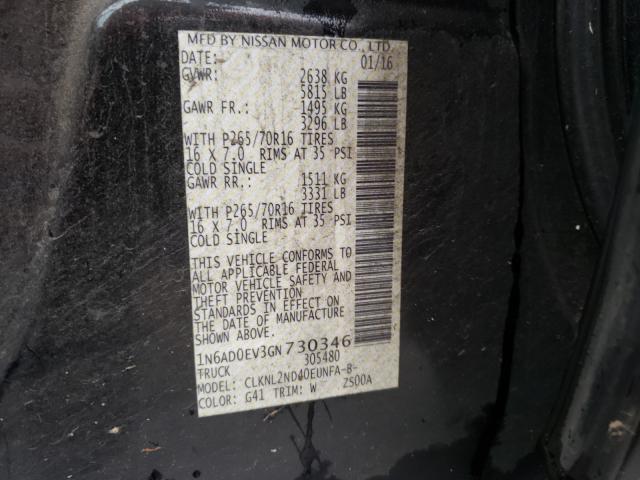 MFD BY NISSAN MOTOR CO., LTD.
DATE: 01/16
GVWR: 2638 KG
5815 LB
GAWR FR.: 1495 KG
3296 LB
WITH P265/70R16 TIRES
16 X 7.0 RIMS AT 35 PSI
COLD SINGLE
GAWR RR.: 1511 KG
3331 LB
WITH P265/70R16 TIRES
16 X 7.0 RIMS AT 35 PSI
COLD SINGLE
THIS VEHICLE CONFORMS TO
ALL APPLICABLE FEDERAL
MOTOR VEHICLE SAFETY AND
THEFT PREVENTION
STANDARDS IN EFFECT ON
THE DATE OF MANUFACTURE
SHOWN ABOVE.
1N6AD0EV3GN730346
TRUCK 305480
MODEL: CLKNL2ND40EUNFA-B-
COLOR: G41 TRIM: W ZS00A